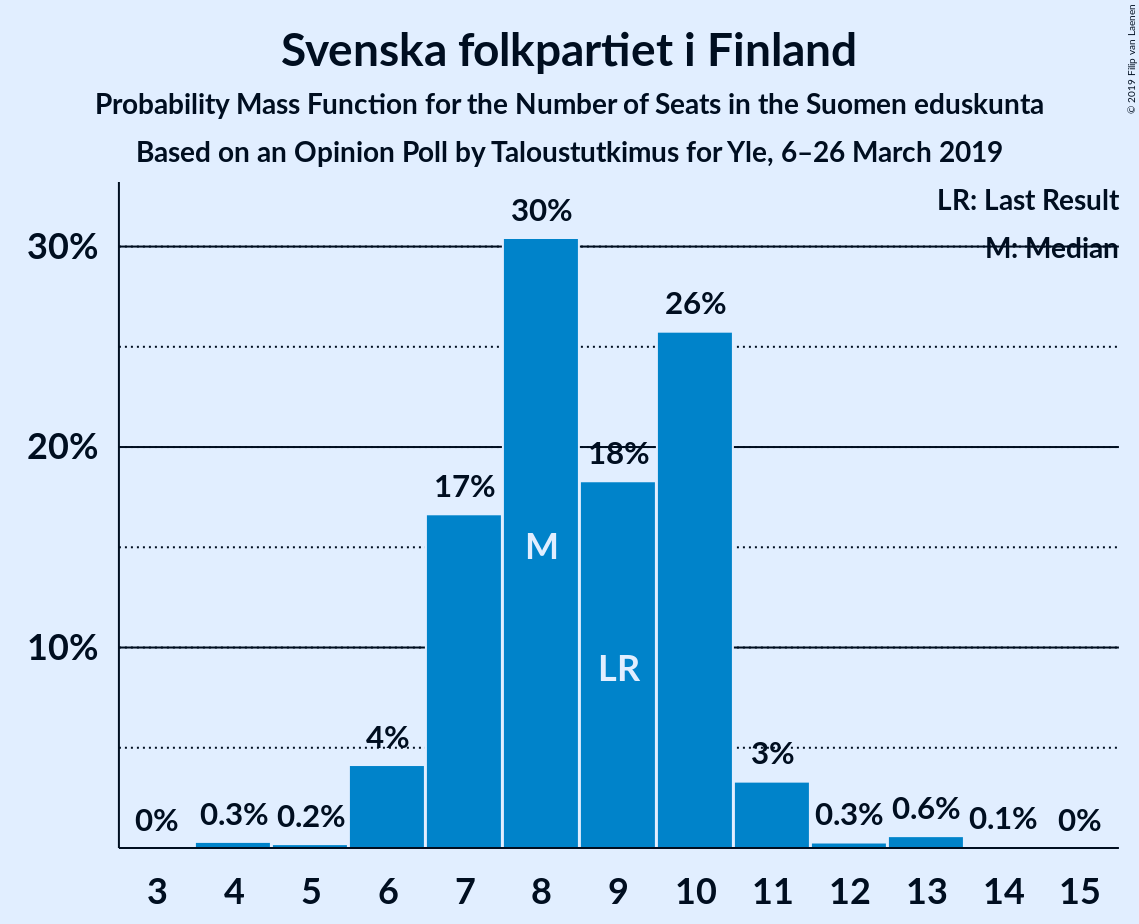 Svenska folkpartiet i Finland
Probability Mass Function for the Number of Seats in the Suomen eduskunta
Based on an Opinion Poll by Taloustutkimus for Yle, 6–26 March 2019
© 2019 Filip van Laenen
LR: Last Result
M: Median
30%
20%
10%
0%
0.3%
0.2%
4%
17%
30%
18%
26%
3%
0.3%
0.6%
0.1%
0%
M
LR
3 4 5 6 7 8 9 10 11 12 13 14 15